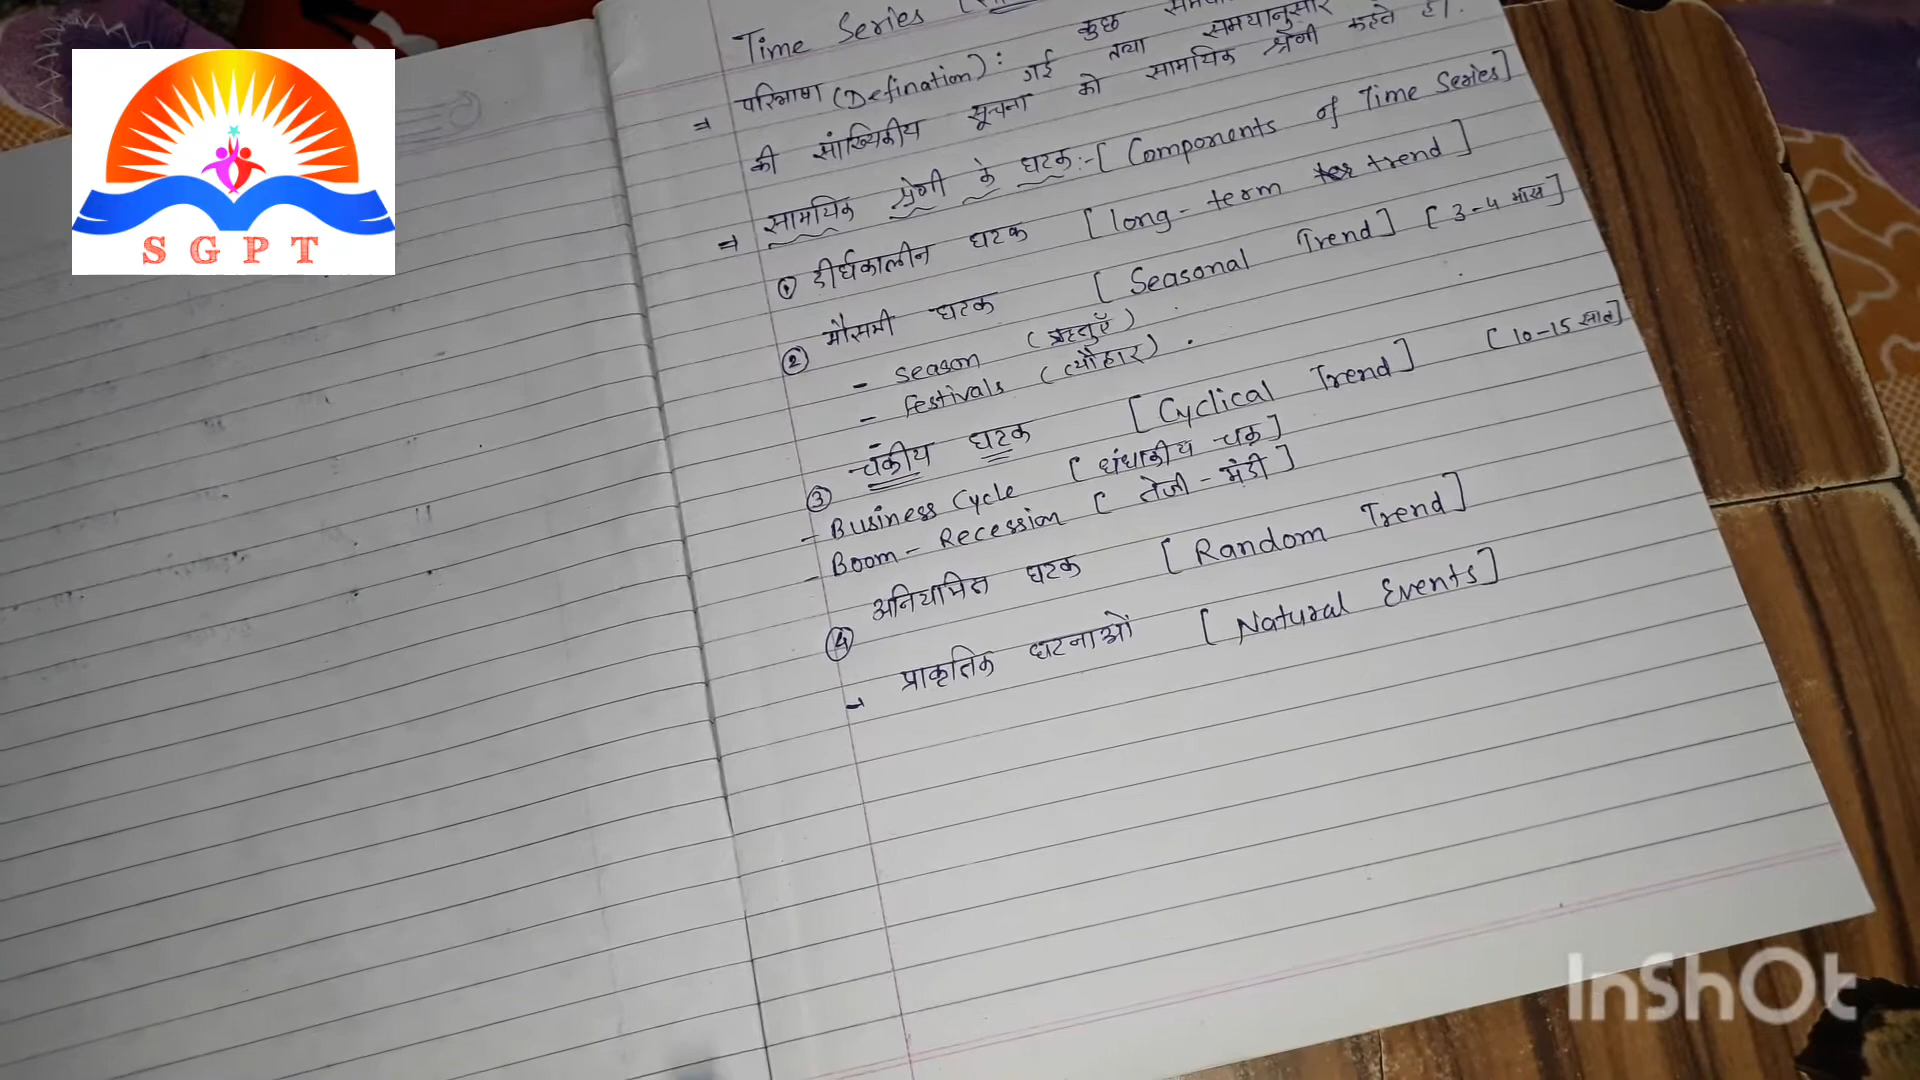 SGPT
Time Series
⇒ परिभाषा (Defination): कुछ
गई तथा समयानुसार
की सांख्यिकीय सूचना को सामयिक श्रेणी कहते है।.
⇒ सामयिक श्रेणी के घटक:-[Components of Time Series]
① दीर्घकालीन घटक [long-term trend]
② मौसमी घटक [Seasonal Trend] [3-4 मास]
- Season (ऋतुएँ)
- Festivals (त्यौहार).
③ चंक्रीय घटक [Cyclical Trend] [10-15 साल]
- Business Cycle [धंधाकीय चक्र]
- Boom-Recession [तेजी-मंदी]
④ अनियमित घटक [Random Trend]
- प्राकृतिक घटनाओं [Natural Events]
InShOt